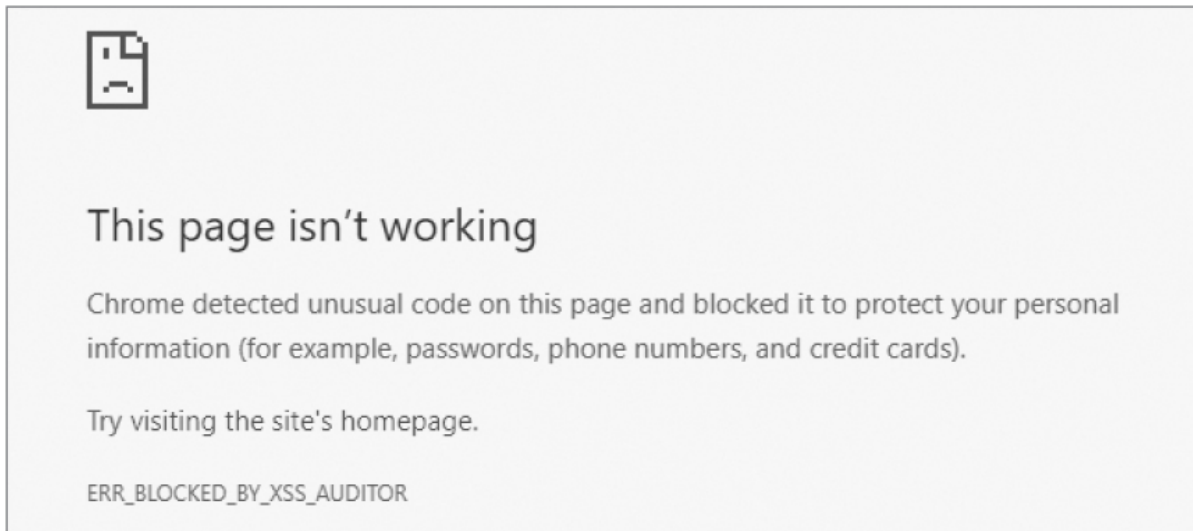 This page isn’t working
Chrome detected unusual code on this page and blocked it to protect your personal
information (for example, passwords, phone numbers, and credit cards).
Try visiting the site's homepage.
ERR_BLOCKED_BY_XSS_AUDITOR